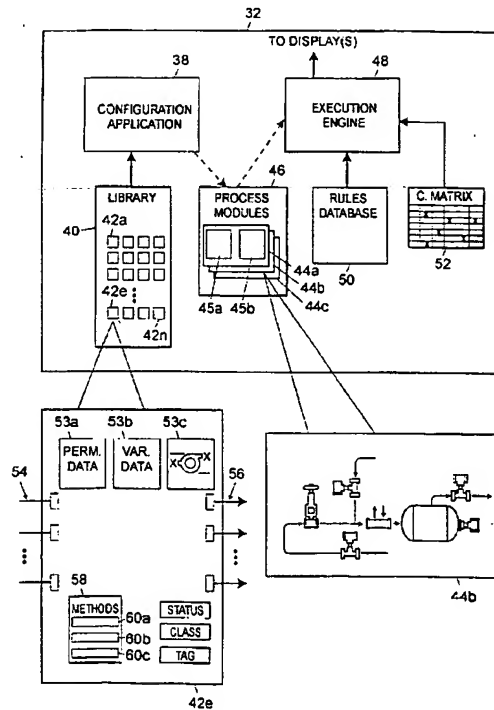 32
TO DISPLAY(S)
38
48
CONFIGURATION
APPLICATION
EXECUTION
ENGINE
46
LIBRARY
40
42a
42e
42n
PROCESS
MODULES
44a
44b
44c
45a
45b
RULES
DATABASE
50
C. MATRIX
52
53a
53b
53c
PERM.
DATA
VAR.
DATA
X
X
54
56
58
METHODS
60a
60b
60c
STATUS
CLASS
TAG
42e
44b